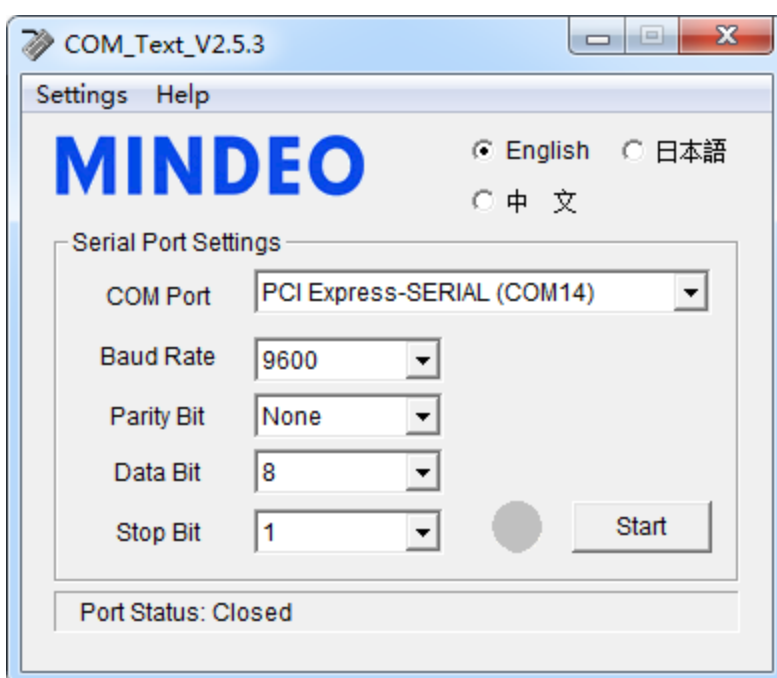 COM_Text_V2.5.3
Settings Help
MINDEO
English 日本語
中 文
Serial Port Settings
COM Port PCI Express-SERIAL (COM14)
Baud Rate 9600
Parity Bit None
Data Bit 8
Stop Bit 1
Start
Port Status: Closed